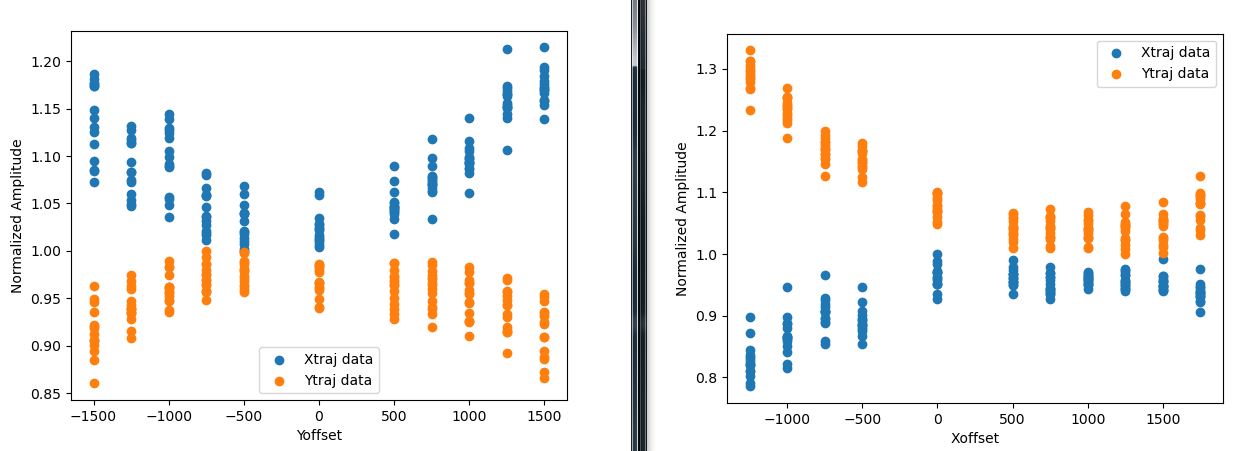 Normalized Amplitude
1.20
1.15
1.10
1.05
1.00
0.95
0.90
0.85
Xtraj data
Ytraj data
−1500 −1000 −500 0 500 1000 1500
Yoffset
Normalized Amplitude
1.3
1.2
1.1
1.0
0.9
0.8
Xtraj data
Ytraj data
−1000 −500 0 500 1000 1500
Xoffset